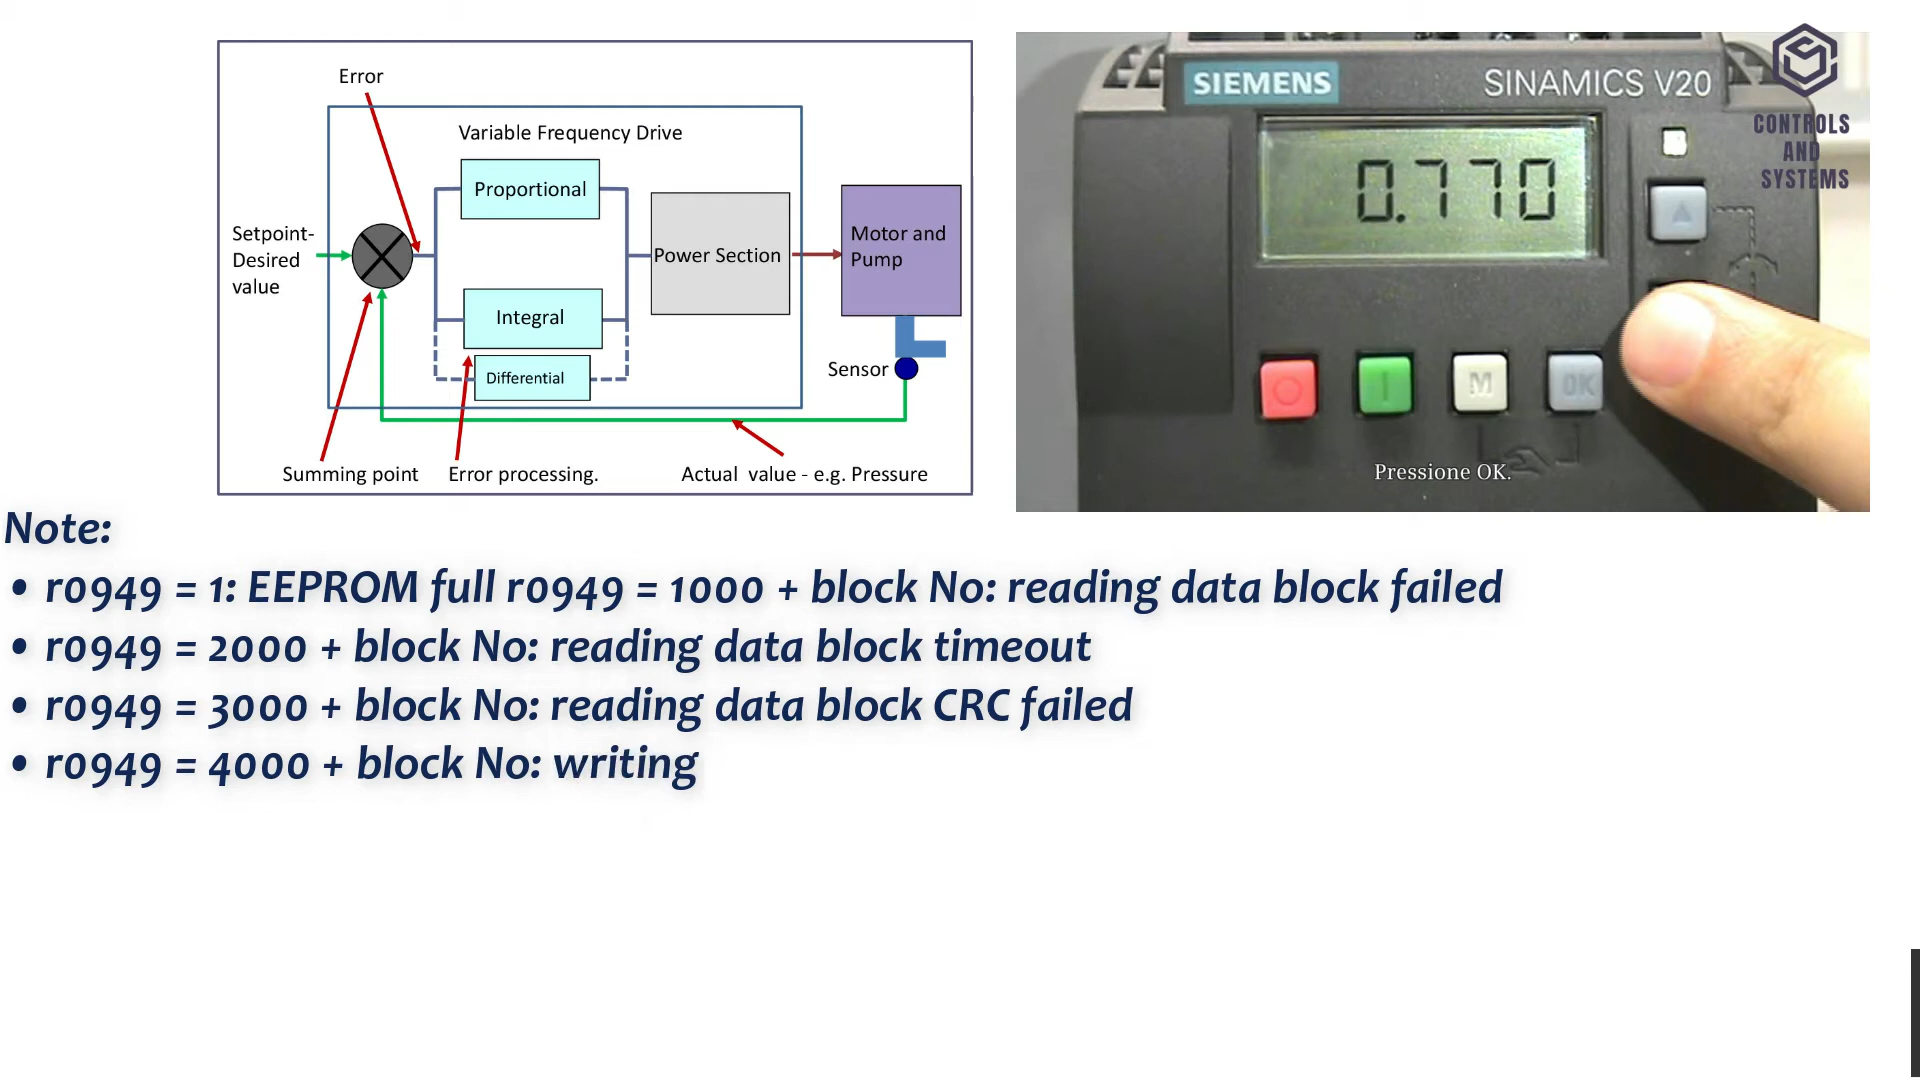 Error
Variable Frequency Drive
Proportional
Setpoint-
Desired
value
Power Section
Motor and
Pump
Integral
Differential
Sensor
Summing point
Error processing.
Actual value - e.g. Pressure
SIEMENS
SINAMICS V20
CONTROLS
AND
SYSTEMS
0.770
M
OK
Pressione OK.
Note:
• r0949 = 1: EEPROM full r0949 = 1000 + block No: reading data block failed
• r0949 = 2000 + block No: reading data block timeout
• r0949 = 3000 + block No: reading data block CRC failed
• r0949 = 4000 + block No: writing